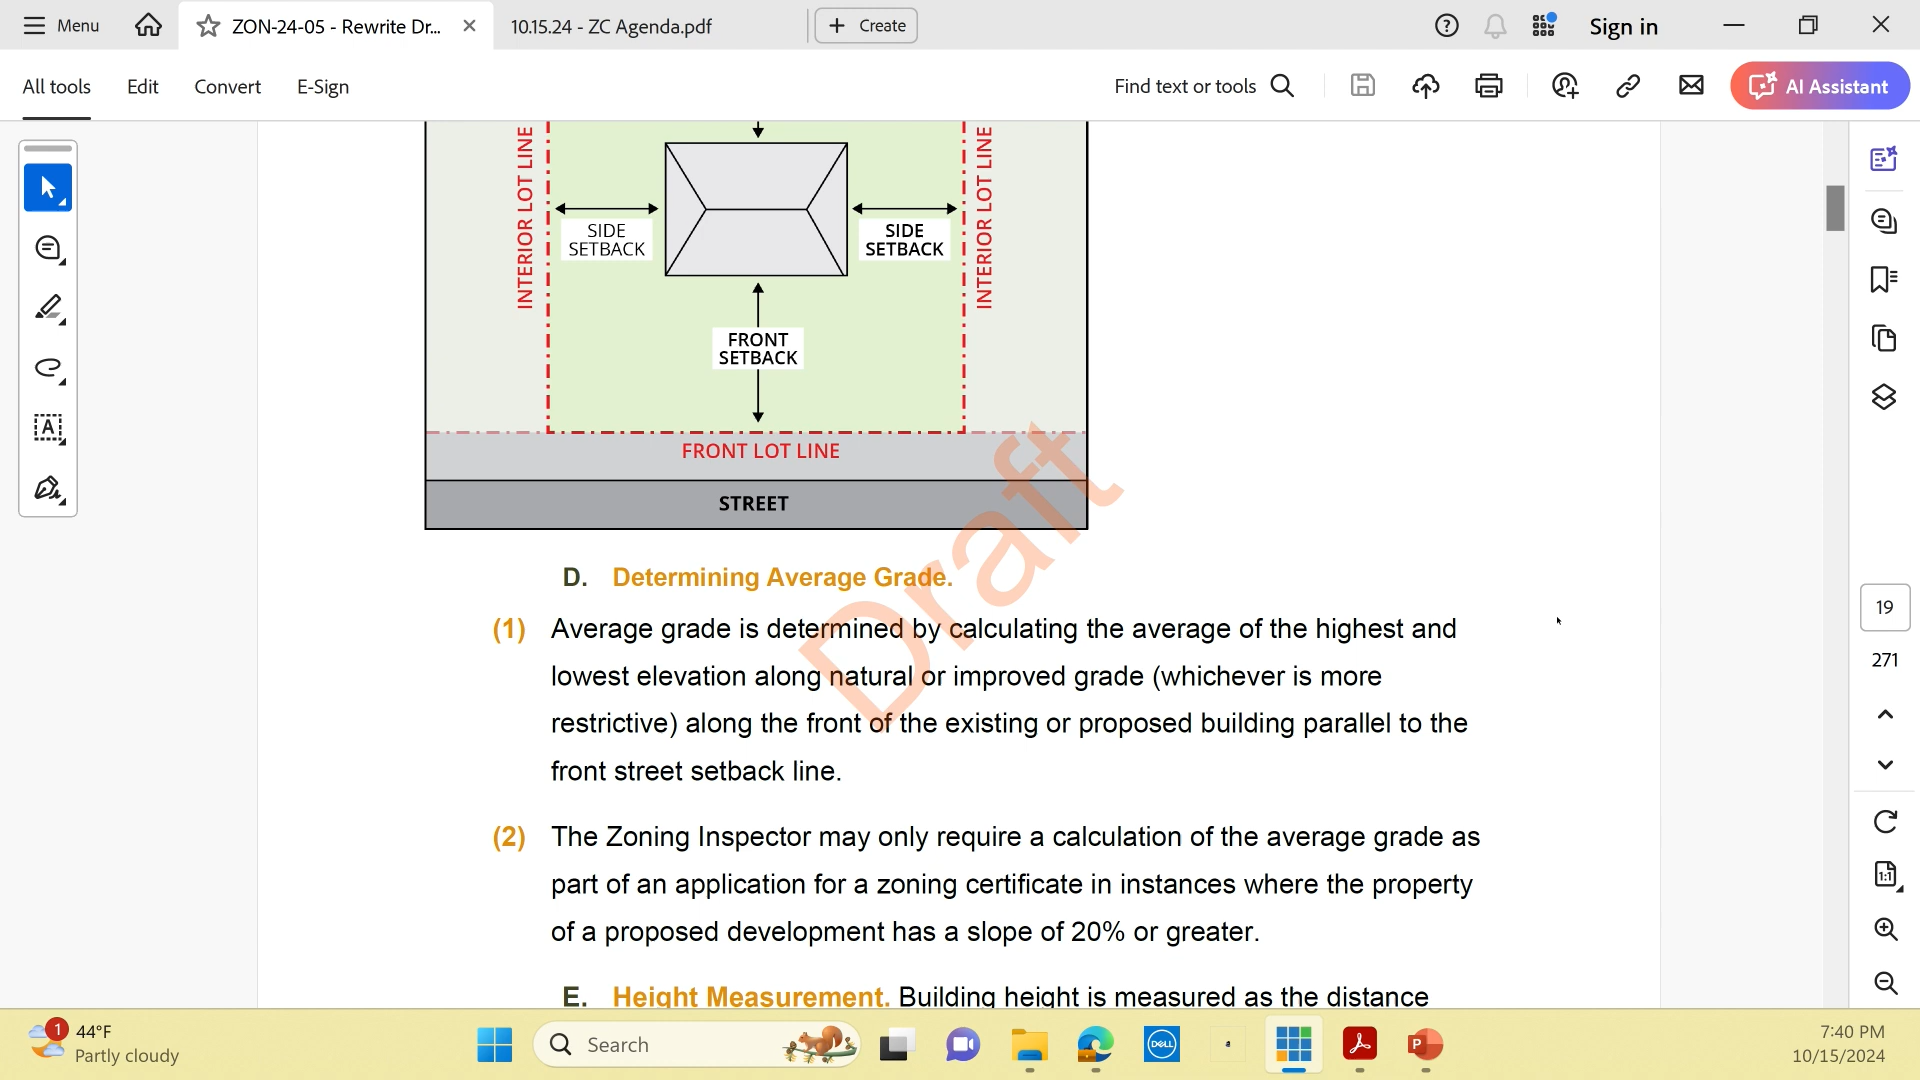 Menu
ZON-24-05 - Rewrite Dr...
10.15.24 - ZC Agenda.pdf
Create
Sign in
All tools
Edit
Convert
E-Sign
Find text or tools
AI Assistant
INTERIOR LOT LINE
INTERIOR LOT LINE
SIDE
SETBACK
SIDE
SETBACK
FRONT
SETBACK
FRONT LOT LINE
STREET
Draft
D. Determining Average Grade.
(1) Average grade is determined by calculating the average of the highest and
lowest elevation along natural or improved grade (whichever is more
restrictive) along the front of the existing or proposed building parallel to the
front street setback line.
(2) The Zoning Inspector may only require a calculation of the average grade as
part of an application for a zoning certificate in instances where the property
of a proposed development has a slope of 20% or greater.
E. Height Measurement. Building height is measured as the distance
19
271
1:1
1
44°F
Partly cloudy
Search
DELL
a
P
7:40 PM
10/15/2024